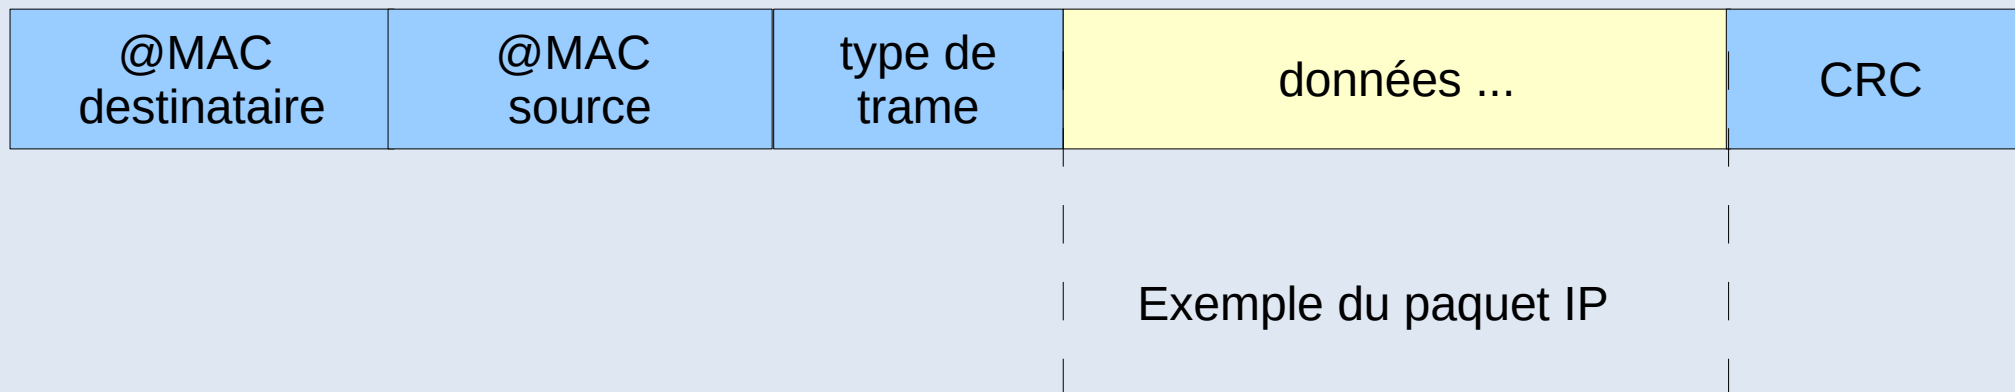 @MAC
destinataire
@MAC
source
type de
trame
données ...
CRC
Exemple du paquet IP